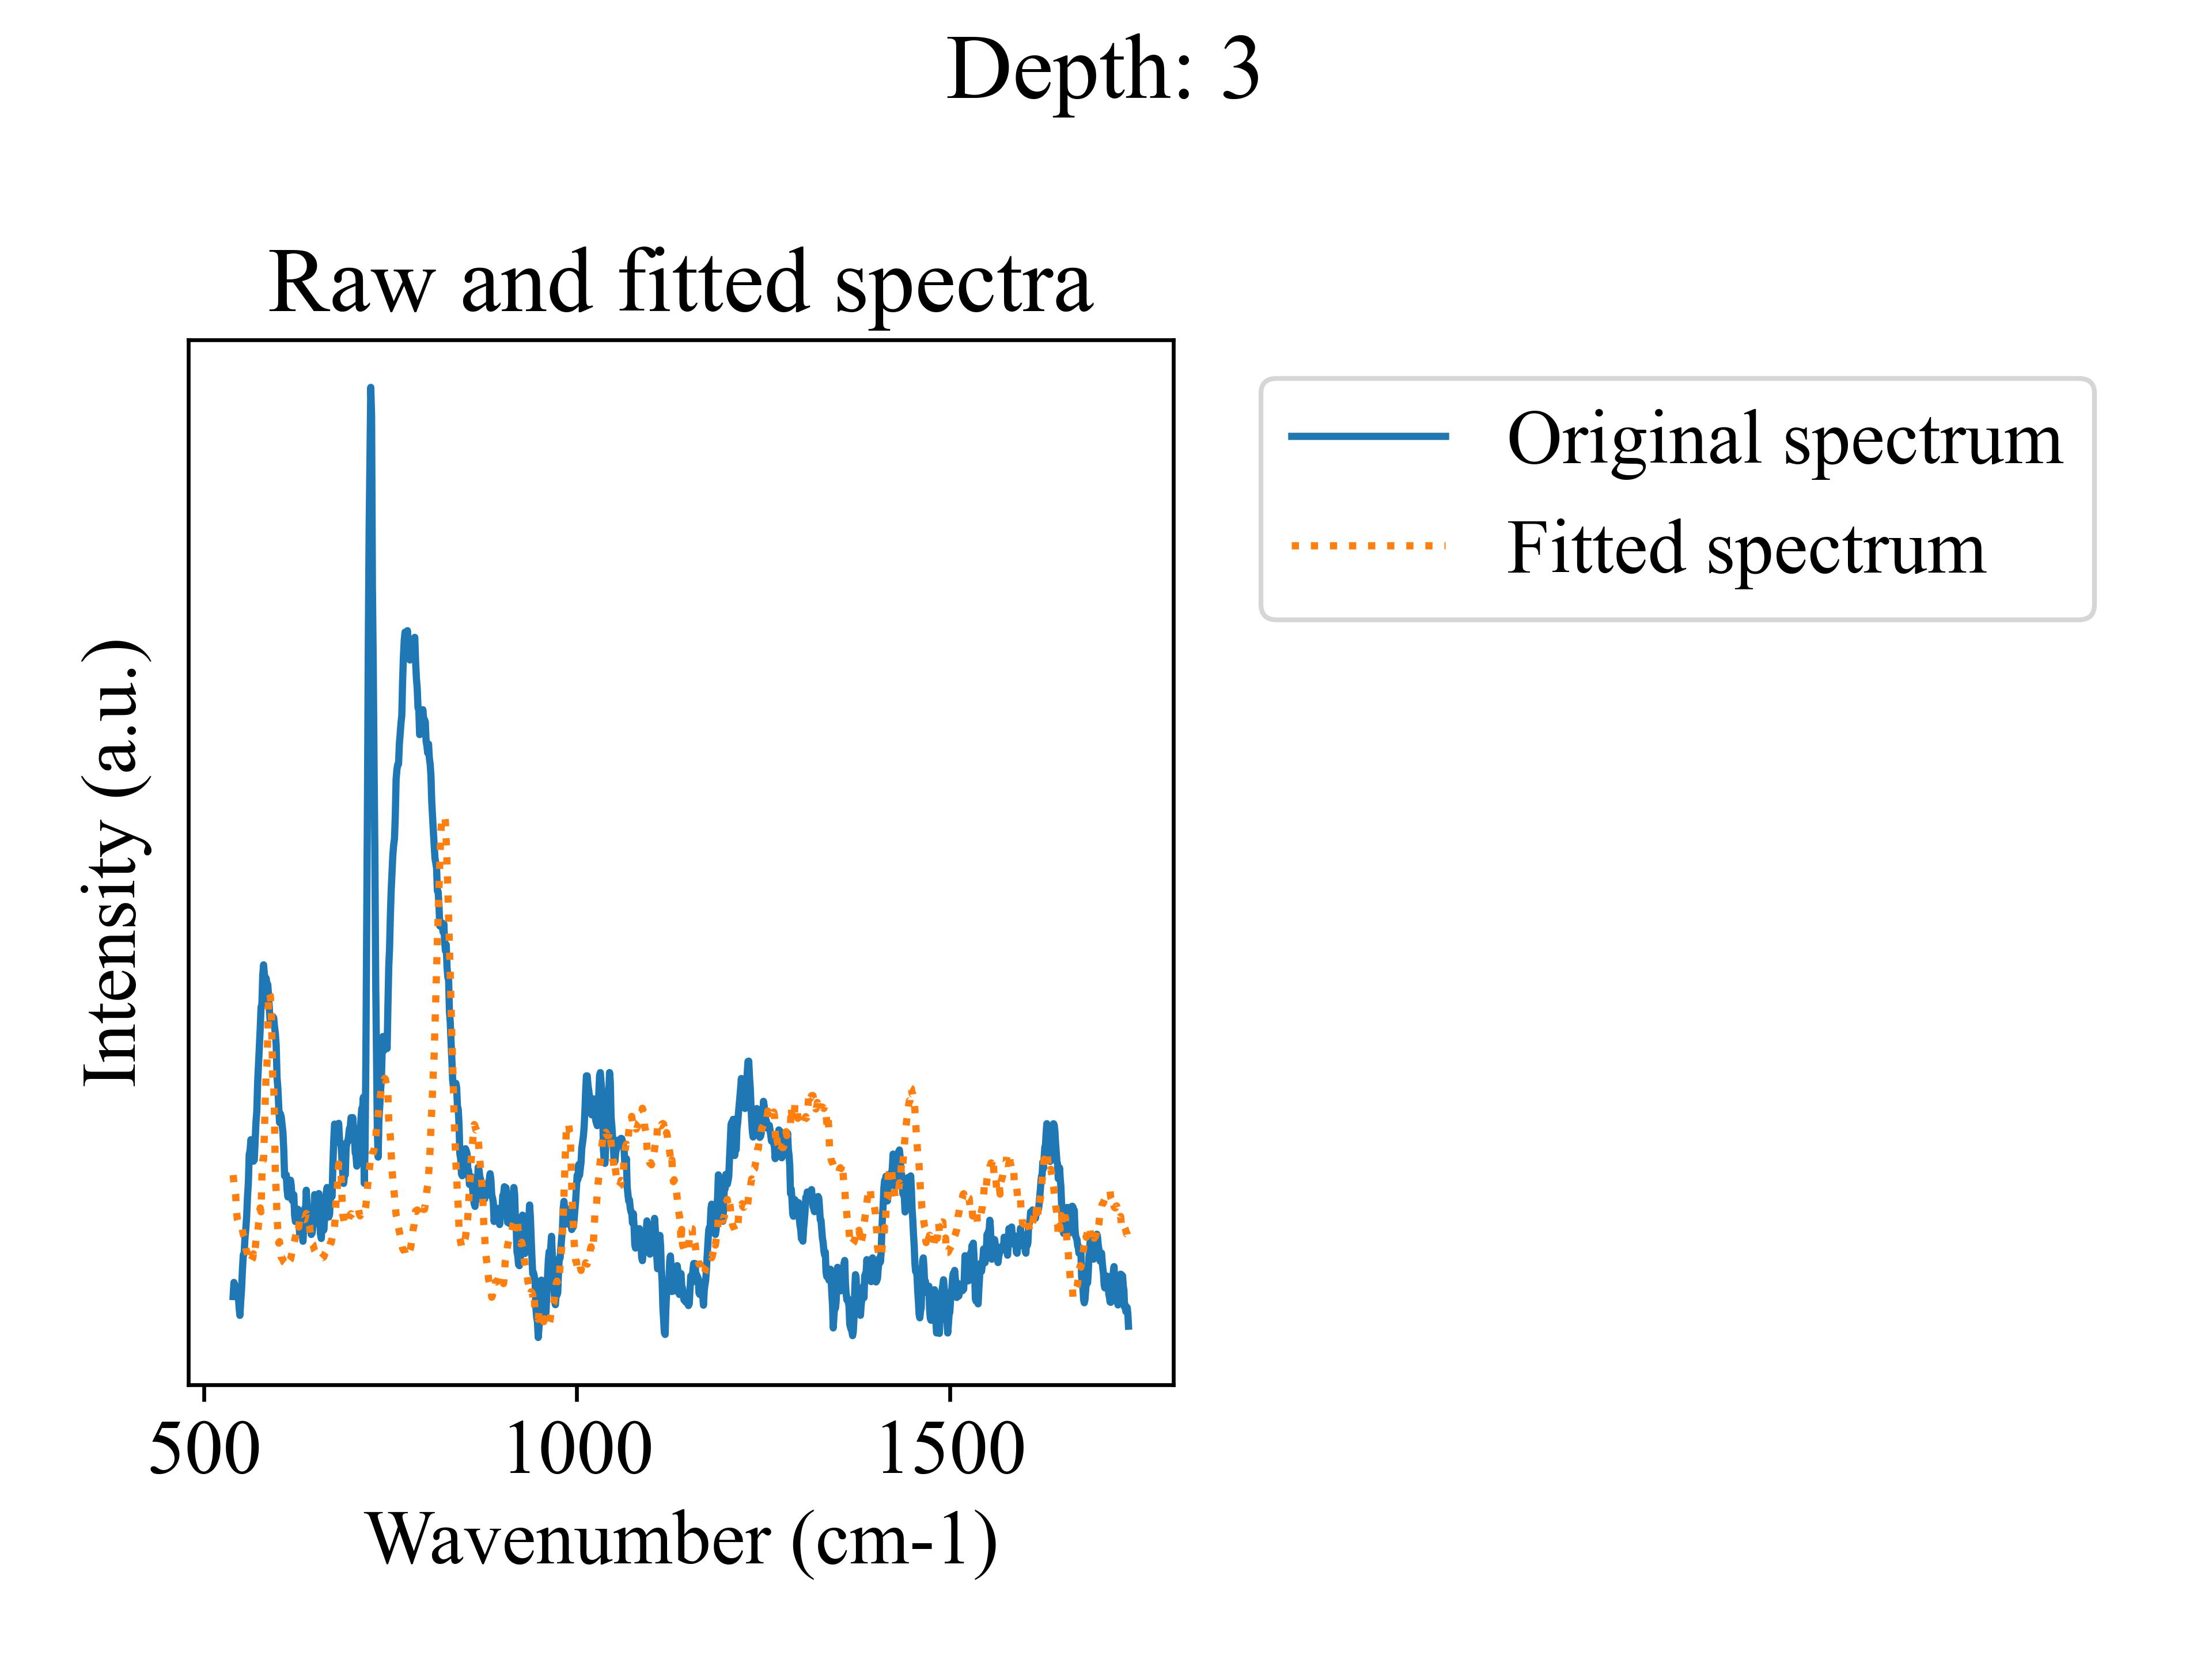 Depth: 3
Raw and fitted spectra
Original spectrum
Fitted spectrum
Intensity (a.u.)
500 1000 1500
Wavenumber (cm-1)